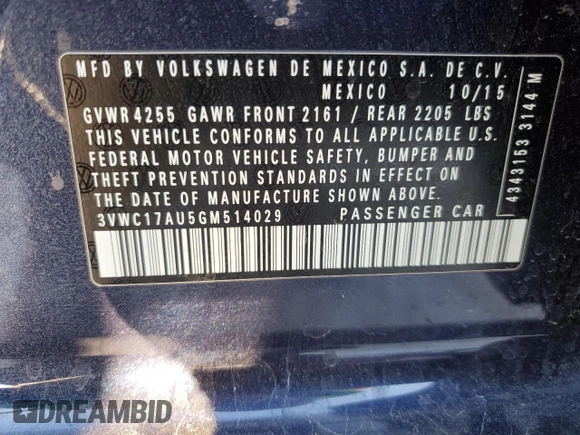 MFD BY VOLKSWAGEN DE MEXICO S.A. DE C.V.
MEXICO 10/15
GVWR 4255 GAWR FRONT 2161 / REAR 2205 LBS
THIS VEHICLE CONFORMS TO ALL APPLICABLE U.S.
FEDERAL MOTOR VEHICLE SAFETY, BUMPER AND
THEFT PREVENTION STANDARDS IN EFFECT ON
THE DATE OF MANUFACTURE SHOWN ABOVE.
3VWC17AU5GM514029 PASSENGER CAR
4343153 3144 M
DREAMBID